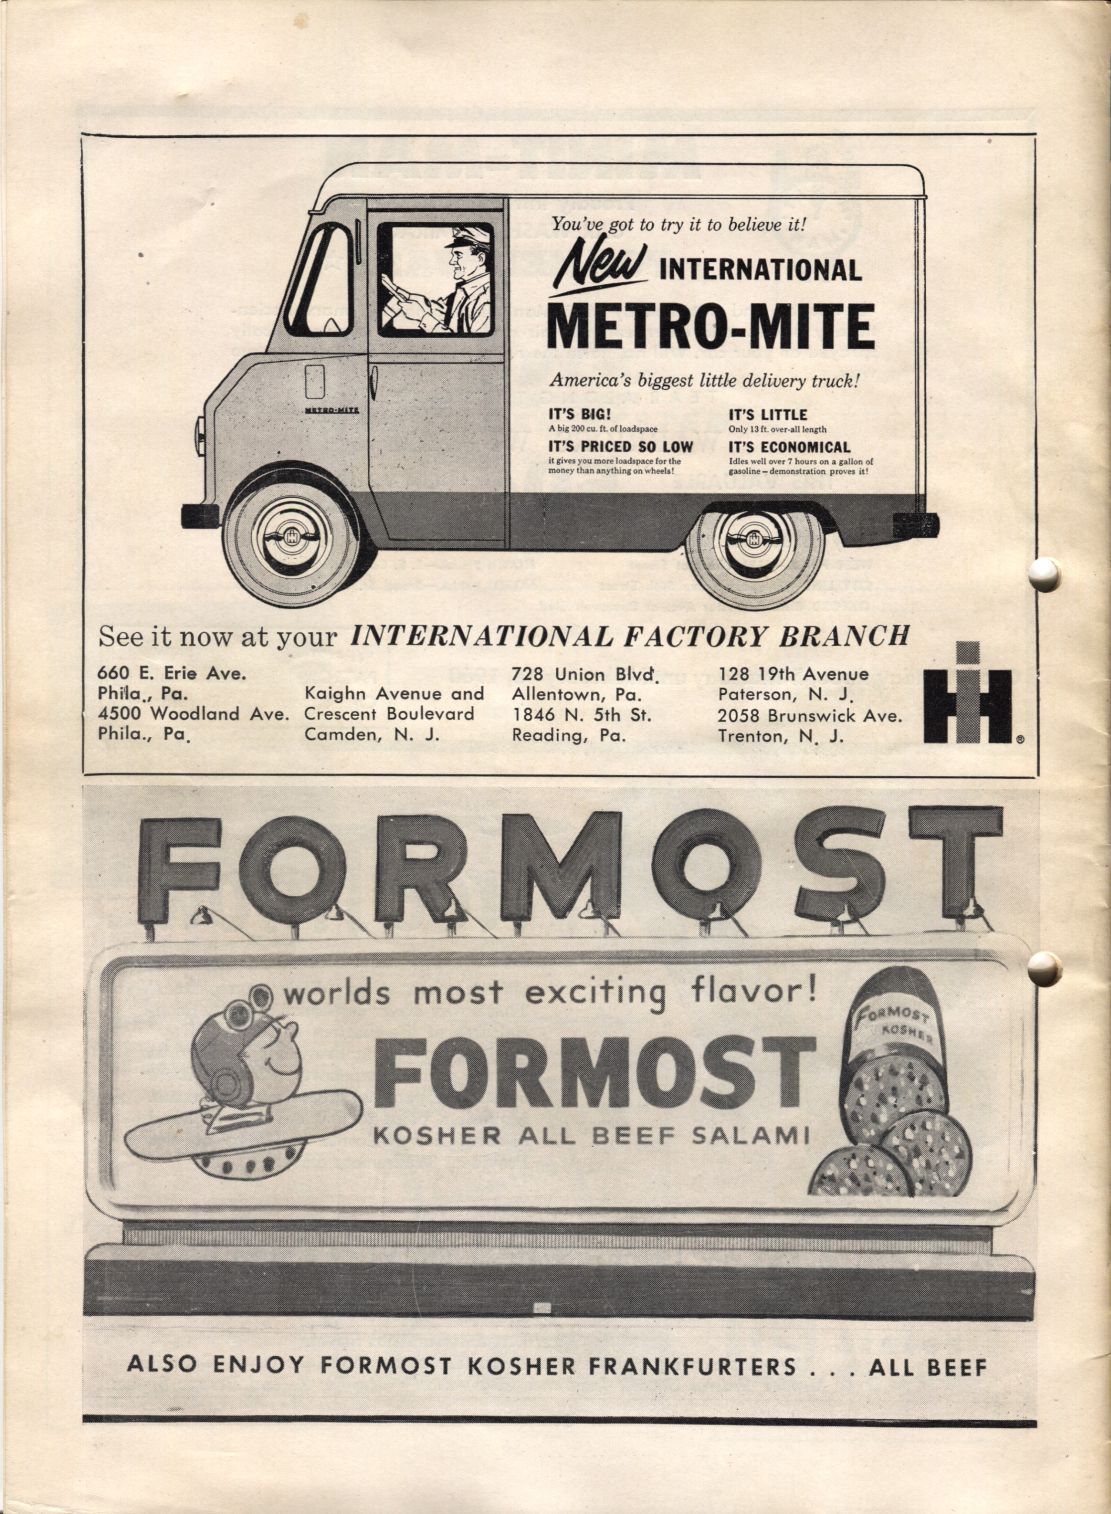 You've got to try it to believe it!
New INTERNATIONAL
METRO-MITE
America's biggest little delivery truck!
IT'S BIG!
A big 200 cu. ft. of loadspace
IT'S PRICED SO LOW
it gives you more loadspace for the
money than anything on wheels!
IT'S LITTLE
Only 13 ft. over-all length
IT'S ECONOMICAL
Idles well over 7 hours on a gallon of
gasoline – demonstration proves it!
METRO-MITE
See it now at your INTERNATIONAL FACTORY BRANCH
660 E. Erie Ave.
Phila., Pa.
4500 Woodland Ave.
Phila., Pa.
Kaighn Avenue and
Crescent Boulevard
Camden, N. J.
728 Union Blvd.
Allentown, Pa.
1846 N. 5th St.
Reading, Pa.
128 19th Avenue
Paterson, N. J.
2058 Brunswick Ave.
Trenton, N. J.
IH®
FORMOST
worlds most exciting flavor!
FORMOST
KOSHER ALL BEEF SALAMI
FORMOST
KOSHER
ALSO ENJOY FORMOST KOSHER FRANKFURTERS . . . ALL BEEF